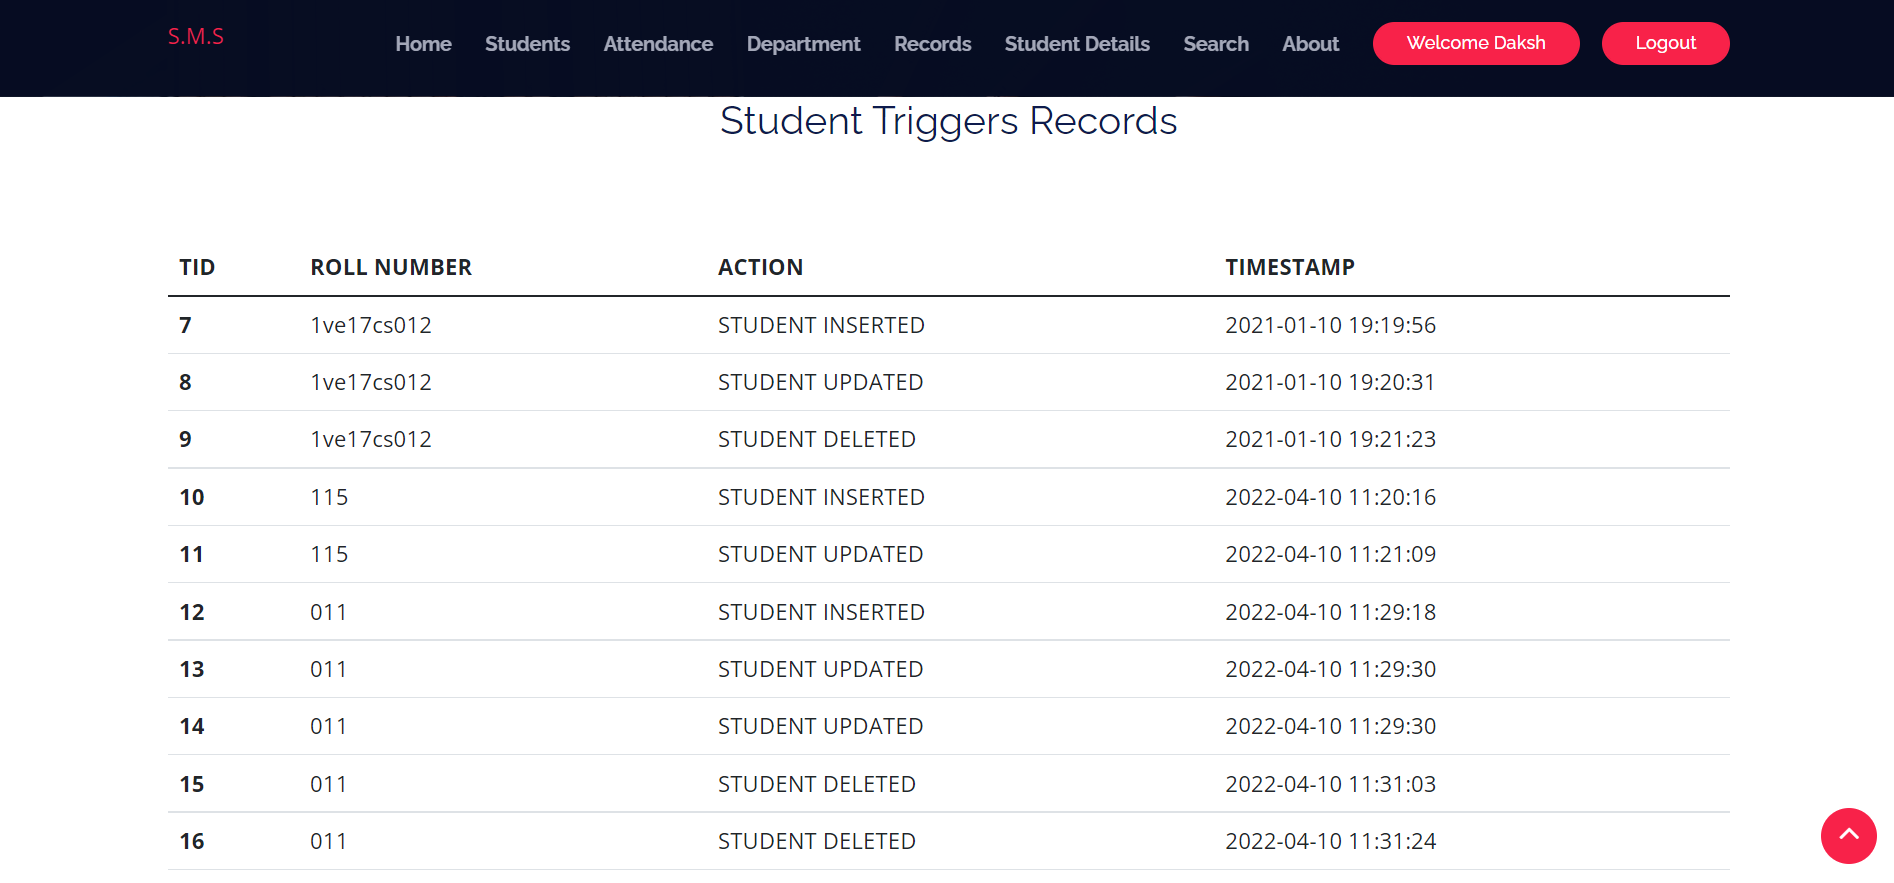 S.M.S Home Students Attendance Department Records Student Details Search About Welcome Daksh Logout
Student Triggers Records
TID ROLL NUMBER ACTION TIMESTAMP
7 1ve17cs012 STUDENT INSERTED 2021-01-10 19:19:56
8 1ve17cs012 STUDENT UPDATED 2021-01-10 19:20:31
9 1ve17cs012 STUDENT DELETED 2021-01-10 19:21:23
10 115 STUDENT INSERTED 2022-04-10 11:20:16
11 115 STUDENT UPDATED 2022-04-10 11:21:09
12 011 STUDENT INSERTED 2022-04-10 11:29:18
13 011 STUDENT UPDATED 2022-04-10 11:29:30
14 011 STUDENT UPDATED 2022-04-10 11:29:30
15 011 STUDENT DELETED 2022-04-10 11:31:03
16 011 STUDENT DELETED 2022-04-10 11:31:24